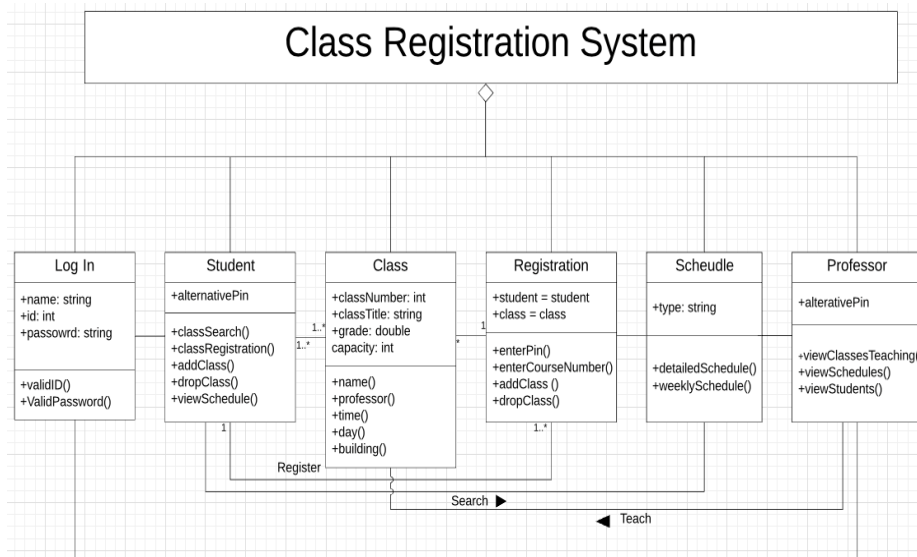 Class Registration System
Log In
+name: string
+id: int
+passowrd: string
+validID()
+ValidPassword()
Student
+alternativePin
+classSearch()
+classRegistration()
+addClass()
+dropClass()
+viewSchedule()
1..*
1..*
1
Class
+classNumber: int
+classTitle: string
+grade: double
capacity: int
+name()
+professor()
+time()
+day()
+building()
1
*
Registration
+student = student
+class = class
+enterPin()
+enterCourseNumber()
+addClass ()
+dropClass()
1..*
Scheudle
+type: string
+detailedSchedule()
+weeklySchedule()
Professor
+alterativePin
+viewClassesTeaching(
+viewSchedules()
+viewStudents()
Register
Search
Teach